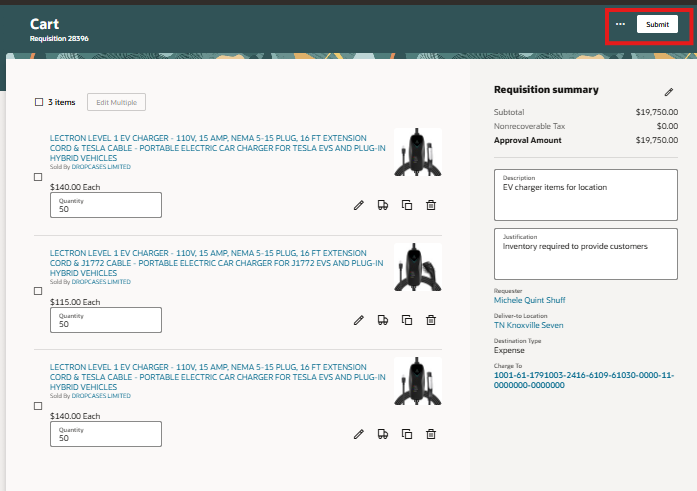 Cart
Requisition 28396
...
Submit
3 items
Edit Multiple
LECTRON LEVEL 1 EV CHARGER - 110V, 15 AMP, NEMA 5-15 PLUG, 16 FT EXTENSION
CORD & TESLA CABLE - PORTABLE ELECTRIC CAR CHARGER FOR TESLA EVS AND PLUG-IN
HYBRID VEHICLES
Sold By DROPCASES LIMITED
$140.00 Each
Quantity
50
LECTRON LEVEL 1 EV CHARGER - 110V, 15 AMP, NEMA 5-15 PLUG, 16 FT EXTENSION
CORD & J1772 CABLE - PORTABLE ELECTRIC CAR CHARGER FOR J1772 EVS AND PLUG-IN
HYBRID VEHICLES
Sold By DROPCASES LIMITED
$115.00 Each
Quantity
50
LECTRON LEVEL 1 EV CHARGER - 110V, 15 AMP, NEMA 5-15 PLUG, 16 FT EXTENSION
CORD & TESLA CABLE - PORTABLE ELECTRIC CAR CHARGER FOR TESLA EVS AND PLUG-IN
HYBRID VEHICLES
Sold By DROPCASES LIMITED
$140.00 Each
Quantity
50
Requisition summary
Subtotal $19,750.00
Nonrecoverable Tax $0.00
Approval Amount $19,750.00
Description
EV charger items for location
Justification
Inventory required to provide customers
Requester
Michele Quint Shuff
Deliver-to Location
TN Knoxville Seven
Destination Type
Expense
Charge To
1001-61-1791003-2416-6109-61030-0000-11-
0000000-0000000